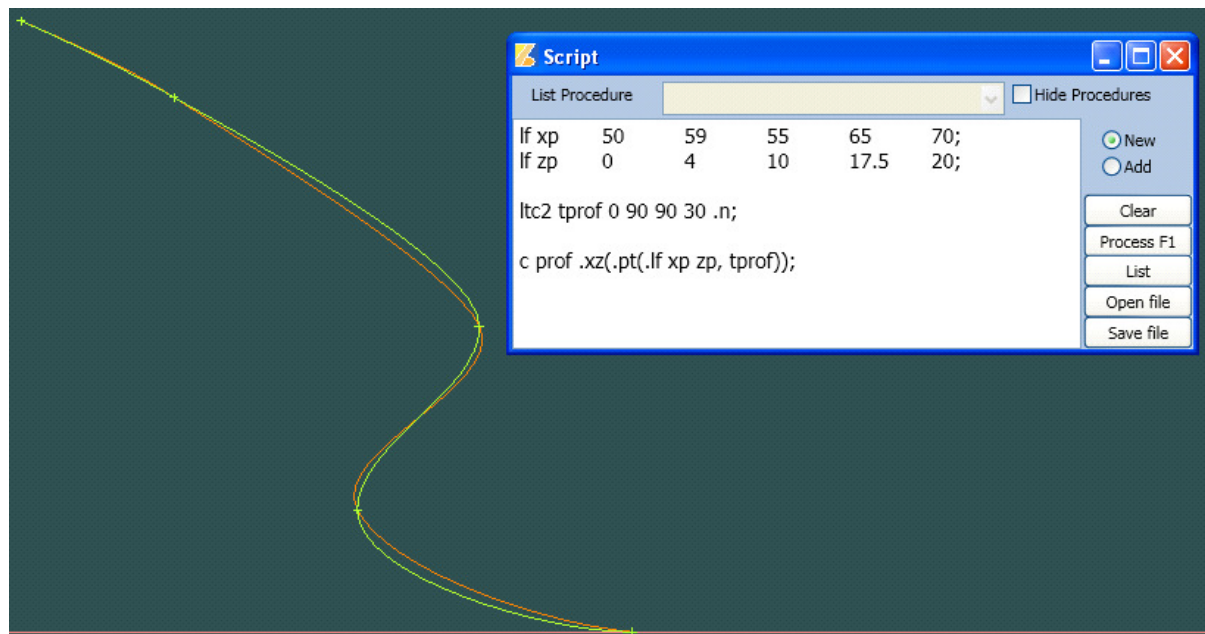 Script
List Procedure Hide Procedures
lf xp 50 59 55 65 70;
lf zp 0 4 10 17.5 20;
ltc2 tprof 0 90 90 30 .n;
c prof .xz(.pt(.lf xp zp, tprof));
New
Add
Clear
Process F1
List
Open file
Save file